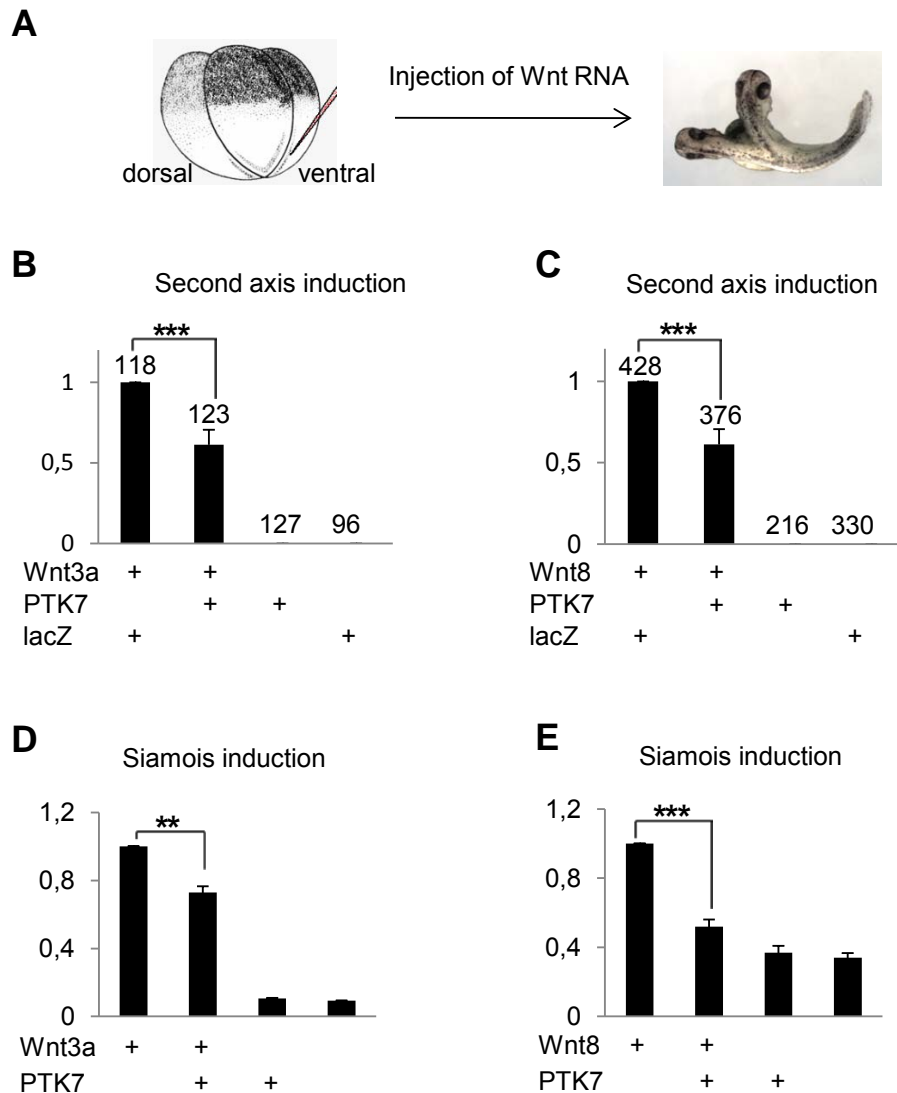 A
Injection of Wnt RNA
dorsal ventral
B
Second axis induction
***
118
123
127 96
1
0,5
0
Wnt3a + +
PTK7 + +
lacZ + +
C
Second axis induction
***
428
376
216 330
1
0,5
0
Wnt8 + +
PTK7 + +
lacZ + +
D
Siamois induction
**
1,2
0,8
0,4
0
Wnt3a + +
PTK7 + +
E
Siamois induction
***
1,2
0,8
0,4
0
Wnt8 + +
PTK7 + +